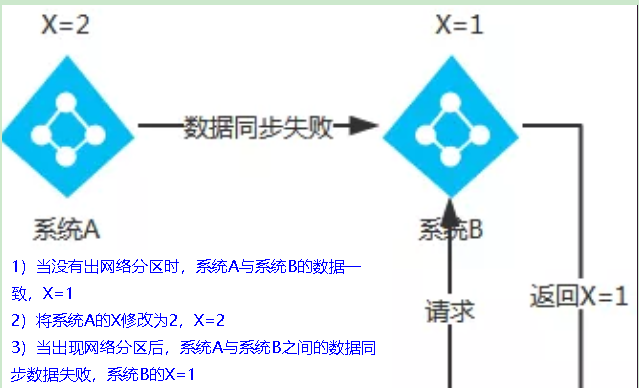 X=2
X=1
数据同步失败
系统A
系统B
1）当没有出网络分区时，系统A与系统B的数据一
致，X=1
2）将系统A的X修改为2，X=2
3）当出现网络分区后，系统A与系统B之间的数据同
步数据失败，系统B的X=1
请求
返回X=1